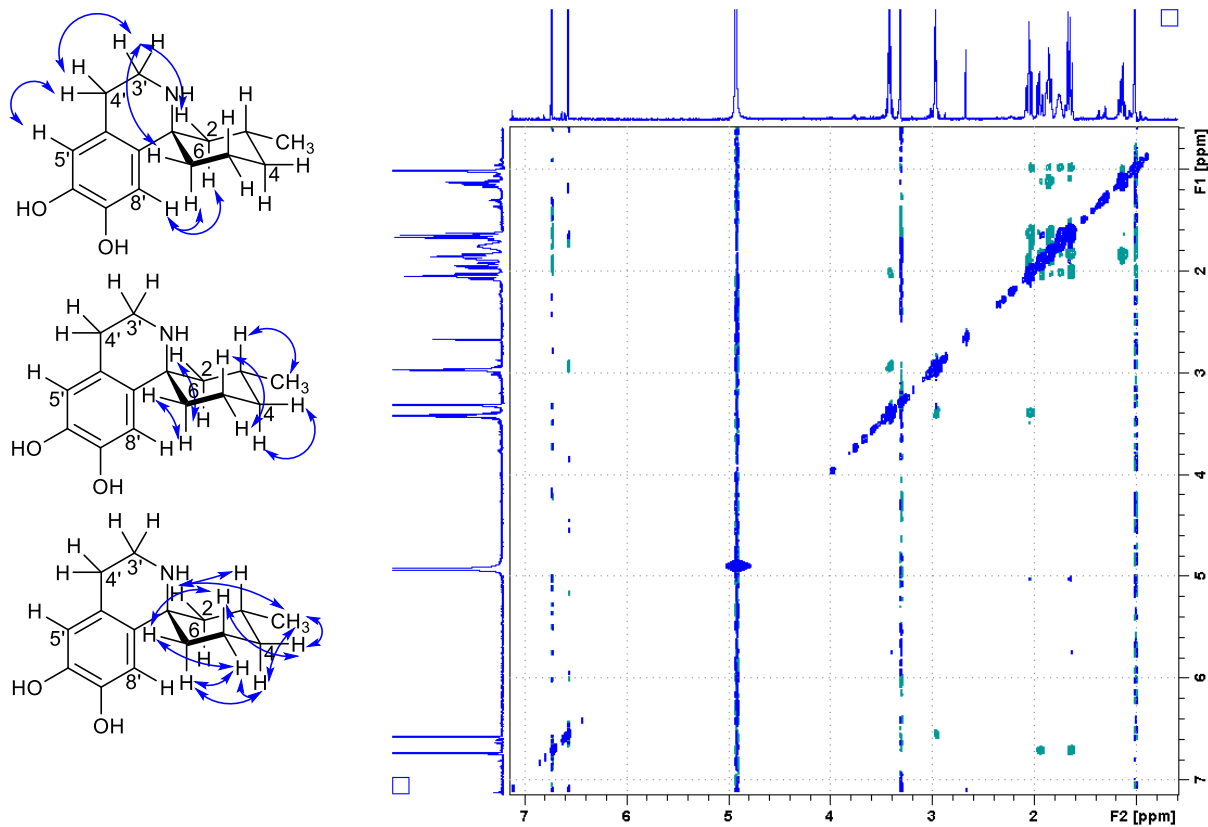 H H
3'
H 4' NH H
H
H 2 H CH3
5' H 6
4 H
H
8' H H H
HO
OH
H H
3'
H 4' NH H
H 2 H
H CH3
5' H 6
4 H
H H
HO 8' H H H
OH
H H
3'
H 4' NH H
H 2 H
H CH3
5' H 6 H
4
H H
HO 8' H H H
OH
F1 [ppm]
1
2
3
4
5
6
7
7 6 5 4 3 2 F2 [ppm]